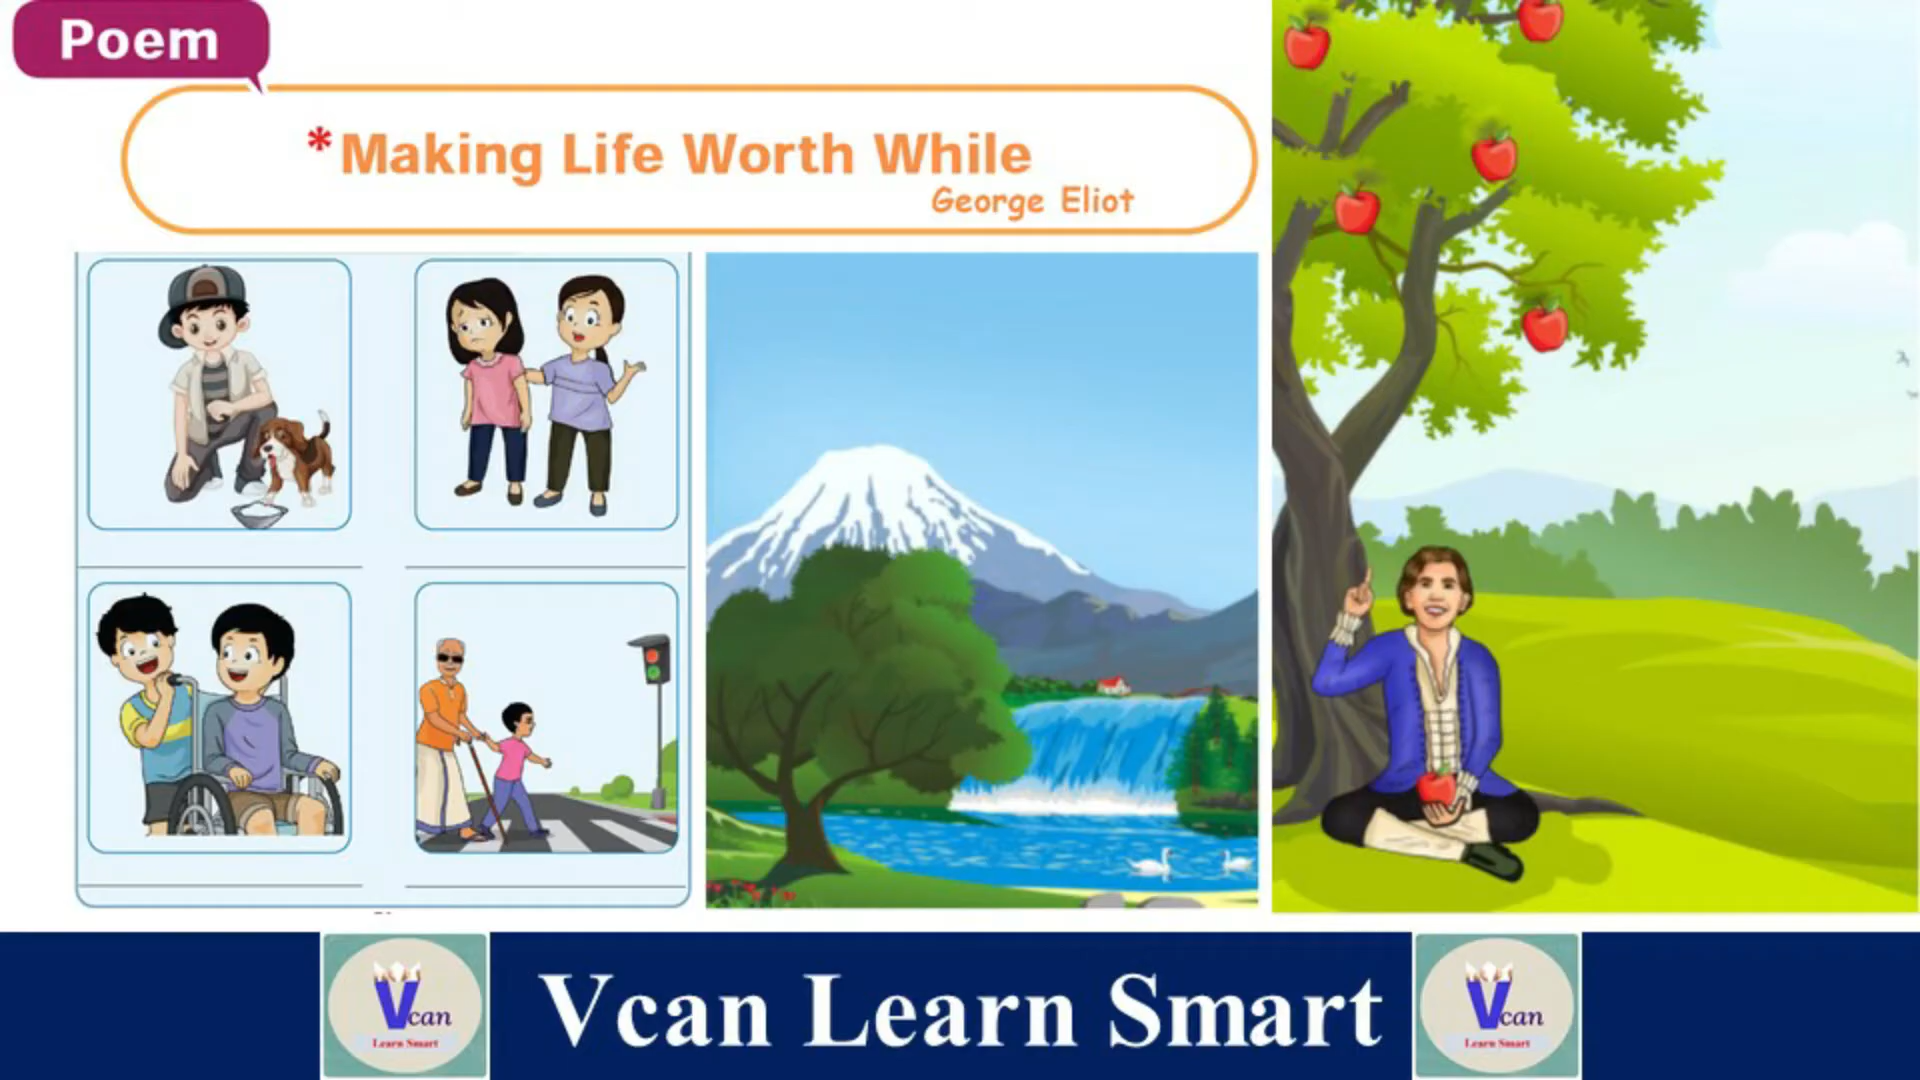 Poem
*Making Life Worth While
George Eliot
Vcan
Learn Smart
Vcan Learn Smart
Vcan
Learn Smart